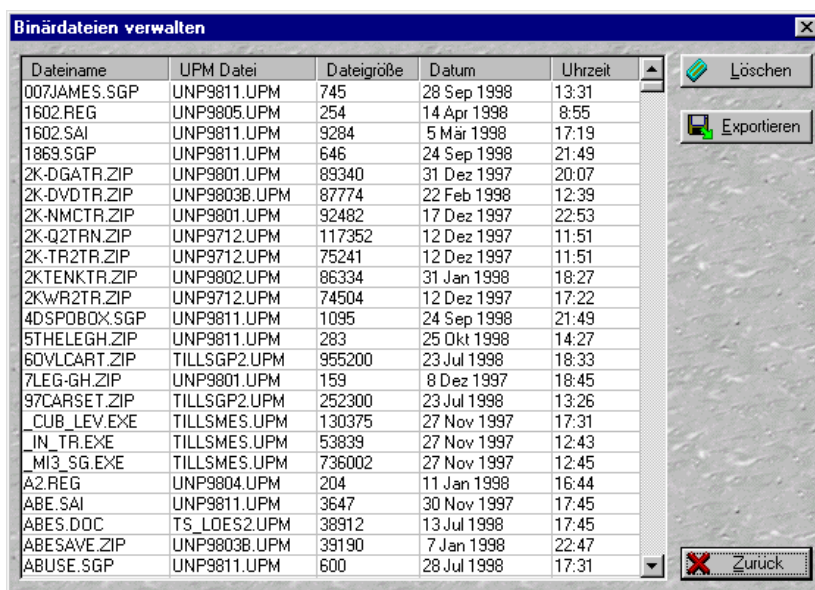 Binärdateien verwalten
Dateiname UPM Datei Dateigröße Datum Uhrzeit
007JAMES.SGP UNP9811.UPM 745 28 Sep 1998 13:31
1602.REG UNP9805.UPM 254 14 Apr 1998 8:55
1602.SAI UNP9811.UPM 9284 5 Mär 1998 17:19
1869.SGP UNP9811.UPM 646 24 Sep 1998 21:49
2K-DGATR.ZIP UNP9801.UPM 89340 31 Dez 1997 20:07
2K-DVDTR.ZIP UNP9803B.UPM 87774 22 Feb 1998 12:39
2K-NMCTR.ZIP UNP9801.UPM 92482 17 Dez 1997 22:53
2K-Q2TRN.ZIP UNP9712.UPM 117352 12 Dez 1997 11:51
2K-TR2TR.ZIP UNP9712.UPM 75241 12 Dez 1997 11:51
2KTENKTR.ZIP UNP9802.UPM 86334 31 Jan 1998 18:27
2KWR2TR.ZIP UNP9712.UPM 74504 12 Dez 1997 17:22
4DSPOBOX.SGP UNP9811.UPM 1095 24 Sep 1998 21:49
5THELEGH.ZIP UNP9811.UPM 283 25 Okt 1998 14:27
6OVLCART.ZIP TILLSGP2.UPM 955200 23 Jul 1998 18:33
7LEG-GH.ZIP UNP9801.UPM 159 8 Dez 1997 18:45
97CARSET.ZIP TILLSGP2.UPM 252300 23 Jul 1998 13:26
_CUB_LEV.EXE TILLSMES.UPM 130375 27 Nov 1997 17:31
_IN_TR.EXE TILLSMES.UPM 53839 27 Nov 1997 12:43
_MI3_SG.EXE TILLSMES.UPM 736002 27 Nov 1997 12:45
A2.REG UNP9804.UPM 204 11 Jan 1998 16:44
ABE.SAI UNP9811.UPM 3647 30 Nov 1997 17:45
ABES.DOC TS_LOES2.UPM 38912 13 Jul 1998 17:45
ABESAVE.ZIP UNP9803B.UPM 39190 7 Jan 1998 22:47
ABUSE.SGP UNP9811.UPM 600 28 Jul 1998 17:31
Löschen
Exportieren
Zurück